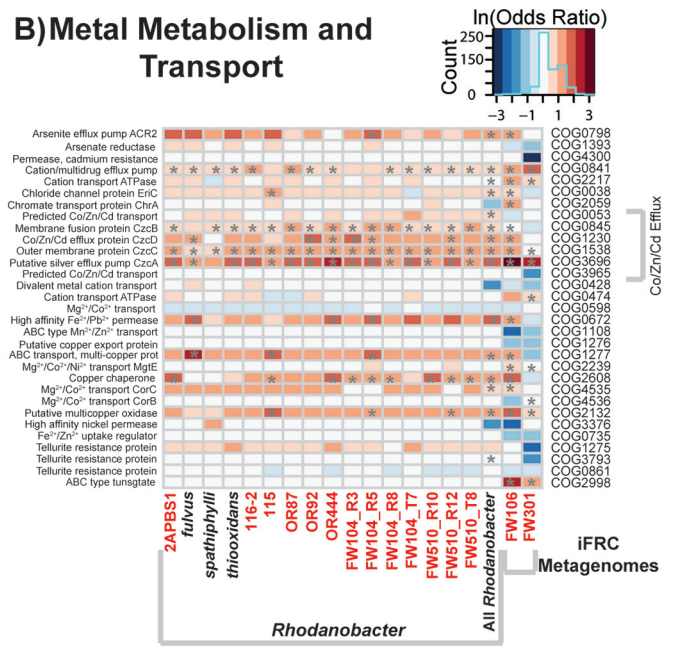 B) Metal Metabolism and
Transport
ln(Odds Ratio)
Count
250
150
0
−3 −1 1 3
Arsenite efflux pump ACR2 COG0798
Arsenate reductase COG1393
Permease, cadmium resistance COG4300
Cation/multidrug efflux pump COG0841
Cation transport ATPase COG2217
Chloride channel protein EriC COG0038
Chromate transport protein ChrA COG2059
Predicted Co/Zn/Cd transport COG0053
Membrane fusion protein CzcB COG0845
Co/Zn/Cd efflux protein CzcD COG1230
Outer membrane protein CzcC COG1538
Putative silver efflux pump CzcA COG3696
Predicted Co/Zn/Cd transport COG3965
Divalent metal cation transport COG0428
Cation transport ATPase COG0474
Mg²⁺/Co²⁺ transport COG0598
High affinity Fe²⁺/Pb²⁺ permease COG0672
ABC type Mn²⁺/Zn²⁺ transport COG1108
Putative copper export protein COG1276
ABC transport, multi-copper prot COG1277
Mg²⁺/Co²⁺/Ni²⁺ transport MgtE COG2239
Copper chaperone COG2608
Mg²⁺/Co²⁺ transport CorC COG4535
Mg²⁺/Co²⁺ transport CorB COG4536
Putative multicopper oxidase COG2132
High affinity nickel permease COG3376
Fe²⁺/Zn²⁺ uptake regulator COG0735
Tellurite resistance protein COG1275
Tellurite resistance protein COG3793
Tellurite resistance protein COG0861
ABC type tunsgtate COG2998
Co/Zn/Cd Efflux
2APBS1
fulvus
spathiphylli
thiooxidans
116-2
115
OR87
OR92
OR444
FW104_R3
FW104_R5
FW104_R8
FW104_T7
FW510_R10
FW510_R12
FW510_T8
All Rhodanobacter
FW106
FW301
iFRC
Metagenomes
Rhodanobacter